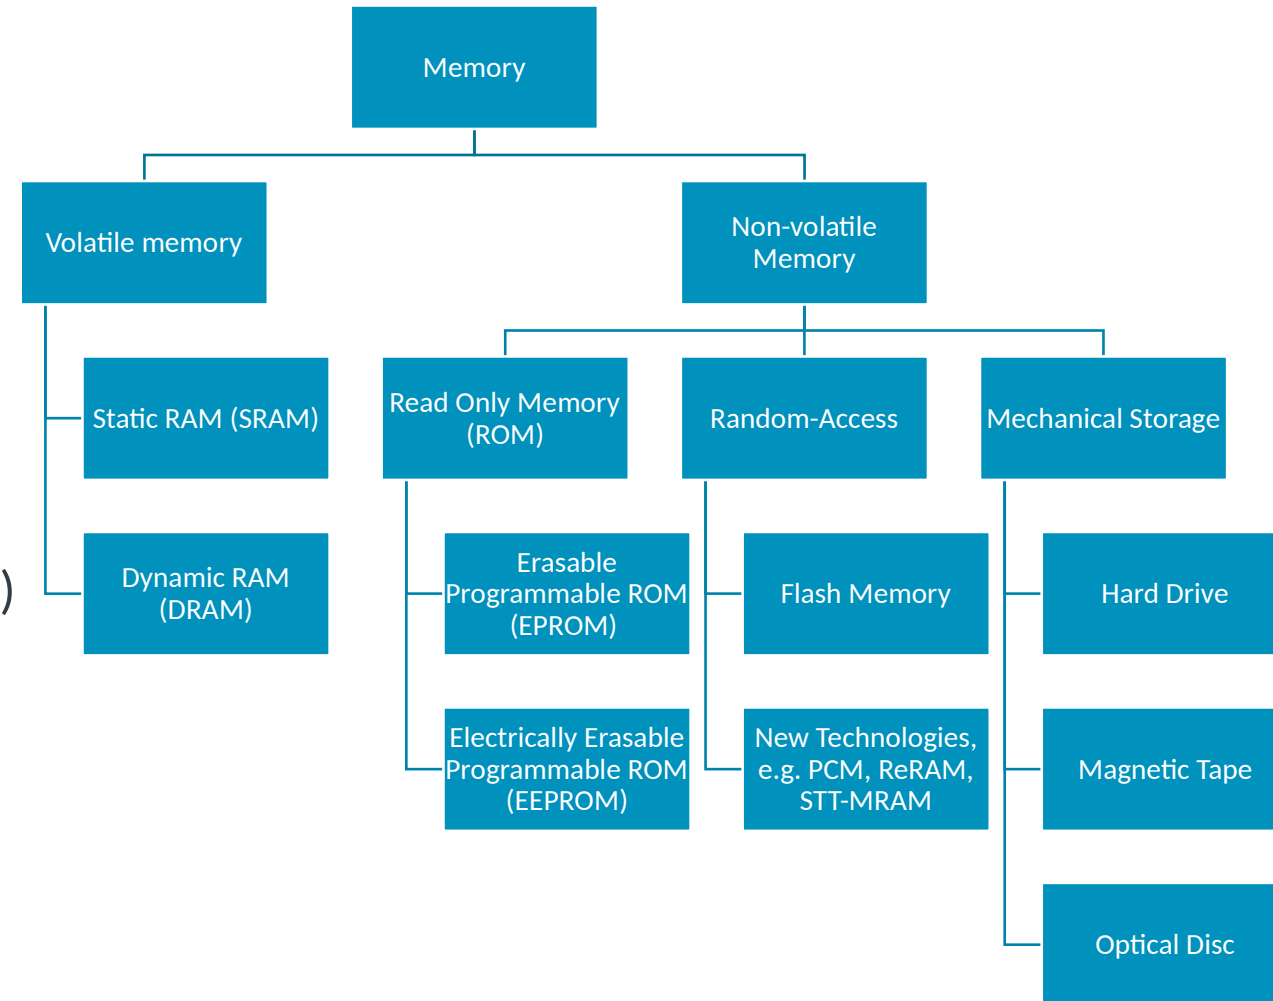 Memory
Volatile memory
Non-volatile
Memory
Static RAM (SRAM)
Read Only Memory
(ROM)
Random-Access
Mechanical Storage
)
Dynamic RAM
(DRAM)
Erasable
Programmable ROM
(EPROM)
Flash Memory
Hard Drive
Electrically Erasable
Programmable ROM
(EEPROM)
New Technologies,
e.g. PCM, ReRAM,
STT-MRAM
Magnetic Tape
Optical Disc